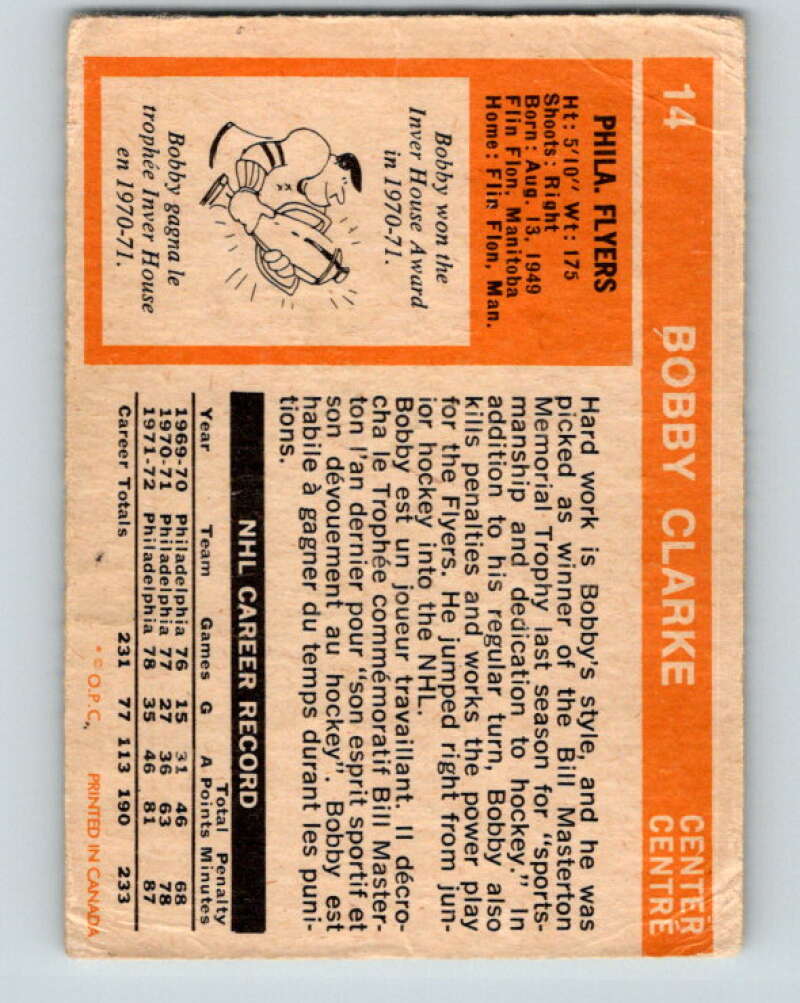 14 BOBBY CLARKE CENTER
CENTRE
PHILA. FLYERS
Ht: 5'10" Wt: 175
Shoots: Right
Born: Aug. 13, 1949
Flin Flon, Manitoba
Home: Flin Flon, Man.
Bobby won the
Inver House Award
in 1970-71.
Bobby gagna le
trophée Inver House
en 1970-71.
Hard work is Bobby's style, and he was
picked as winner of the Bill Masterton
Memorial Trophy last season for "sports-
manship and dedication to hockey." In
addition to his regular turn, Bobby also
kills penalties and works the power play
for the Flyers. He jumped right from jun-
ior hockey into the NHL.
Bobby est un joueur travaillant. Il décro-
cha le Trophée commémoratif Bill Master-
ton l'an dernier pour "son esprit sportif et
son dévouement au hockey". Bobby est
habile à gagner du temps durant les puni-
tions.
NHL CAREER RECORD
Total Penalty
Year Team Games G A Points Minutes
1969-70 Philadelphia 76 15 31 46 68
1970-71 Philadelphia 77 27 36 63 78
1971-72 Philadelphia 78 35 46 81 87
Career Totals 231 77 113 190 233
* © O.P.C. PRINTED IN CANADA